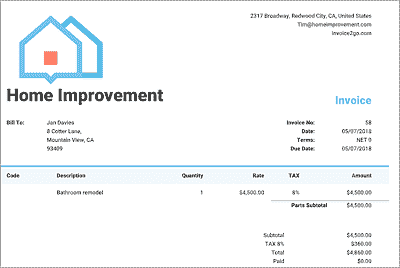 2317 Broadway, Redwood City, CA, United States
Tim@homeimprovement.com
invoice2go.com
Home Improvement
Invoice
Bill To: Jan Davies
8 Cotter Lane,
Mountain View, CA
93409
Invoice No: 58
Date: 05/07/2018
Terms: NET 0
Due Date: 05/07/2018
Code Description Quantity Rate TAX Amount
Bathroom remodel 1 $4,500.00 8% $4,500.00
Parts Subtotal $4,500.00
Subtotal $4,500.00
TAX 8% $360.00
Total $4,860.00
Paid $0.00